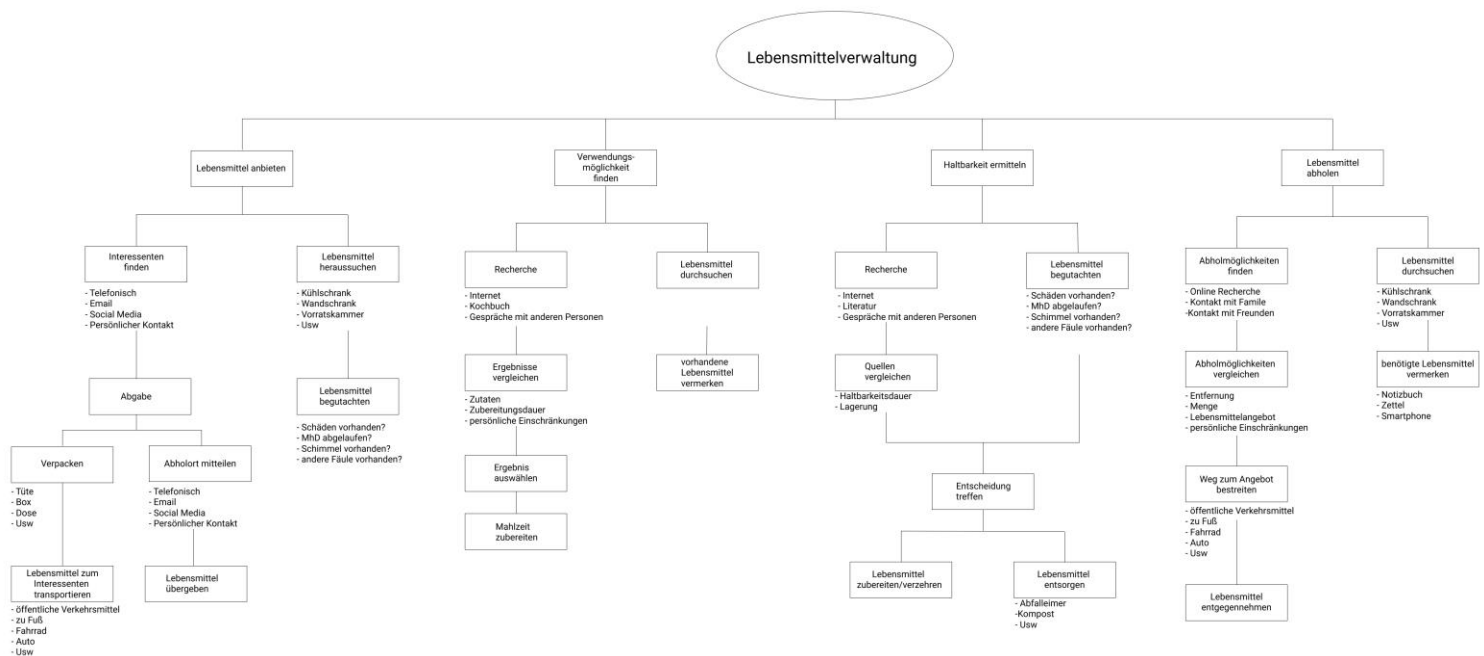 Lebensmittelverwaltung
Lebensmittel anbieten
Interessenten
finden
- Telefonisch
- Email
- Social Media
- Persönlicher Kontakt
Abgabe
Verpacken
- Tüte
- Box
- Dose
- Usw
Lebensmittel zum
Interessenten
transportieren
- öffentliche Verkehrsmittel
- zu Fuß
- Fahrrad
- Auto
- Usw
Abholort mitteilen
- Telefonisch
- Email
- Social Media
- Persönlicher Kontakt
Lebensmittel
übergeben
Lebensmittel
heraussuchen
- Kühlschrank
- Wandschrank
- Vorratskammer
- Usw
Lebensmittel
begutachten
- Schäden vorhanden?
- MhD abgelaufen?
- Schimmel vorhanden?
- andere Fäule vorhanden?
Verwendungs-
möglichkeit
finden
Recherche
- Internet
- Kochbuch
- Gespräche mit anderen Personen
Ergebnisse
vergleichen
- Zutaten
- Zubereitungsdauer
- persönliche Einschränkungen
Ergebnis
auswählen
Mahlzeit
zubereiten
Lebensmittel
durchsuchen
vorhandene
Lebensmittel
vermerken
Haltbarkeit ermitteln
Recherche
- Internet
- Literatur
- Gespräche mit anderen Personen
Quellen
vergleichen
- Haltbarkeitsdauer
- Lagerung
Lebensmittel
begutachten
- Schäden vorhanden?
- MhD abgelaufen?
- Schimmel vorhanden?
- andere Fäule vorhanden?
Entscheidung
treffen
Lebensmittel
zubereiten/verzehren
Lebensmittel
entsorgen
- Abfalleimer
-Kompost
- Usw
Lebensmittel
abholen
Abholmöglichkeiten
finden
- Online Recherche
- Kontakt mit Famile
-Kontakt mit Freunden
Abholmöglichkeiten
vergleichen
- Entfernung
- Menge
- Lebensmittelangebot
- persönliche Einschränkungen
Weg zum Angebot
bestreiten
- öffentliche Verkehrsmittel
- zu Fuß
- Fahrrad
- Auto
- Usw
Lebensmittel
entgegennehmen
Lebensmittel
durchsuchen
- Kühlschrank
- Wandschrank
- Vorratskammer
- Usw
benötigte Lebensmittel
vermerken
- Notizbuch
- Zettel
- Smartphone